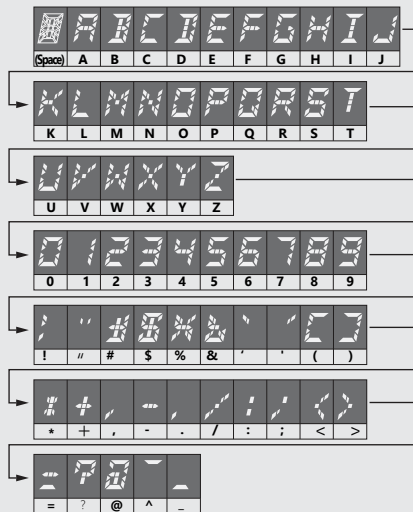 (Space) A B C D E F G H I J
K L M N O P Q R S T
U V W X Y Z
0 1 2 3 4 5 6 7 8 9
! " # $ % & ‘ ' ( )
* + , - . / : ; < >
= ? @ ^ _